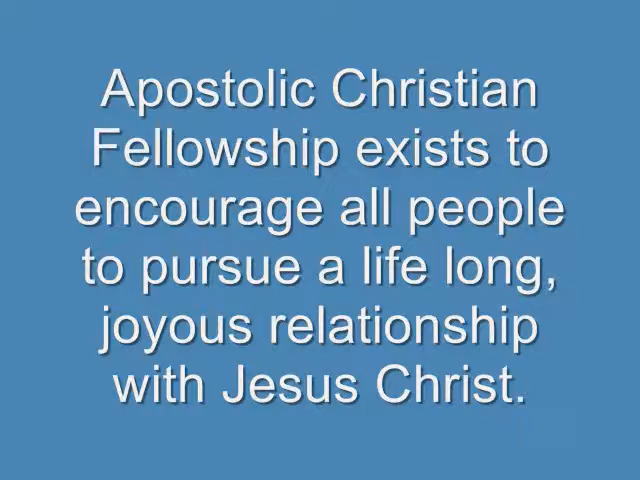 Apostolic Christian
Fellowship exists to
encourage all people
to pursue a life long,
joyous relationship
with Jesus Christ.